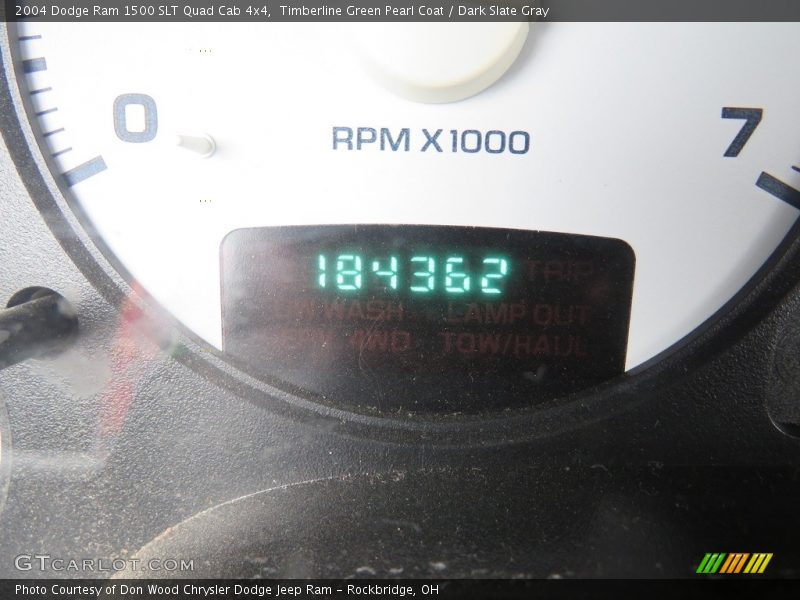 2004 Dodge Ram 1500 SLT Quad Cab 4x4,  Timberline Green Pearl Coat / Dark Slate Gray
0
7
RPM X1000
184362 TRIP
WASH LAMP OUT
4WD TOW/HAUL
GTCARLOT.COM
Photo Courtesy of Don Wood Chrysler Dodge Jeep Ram – Rockbridge, OH